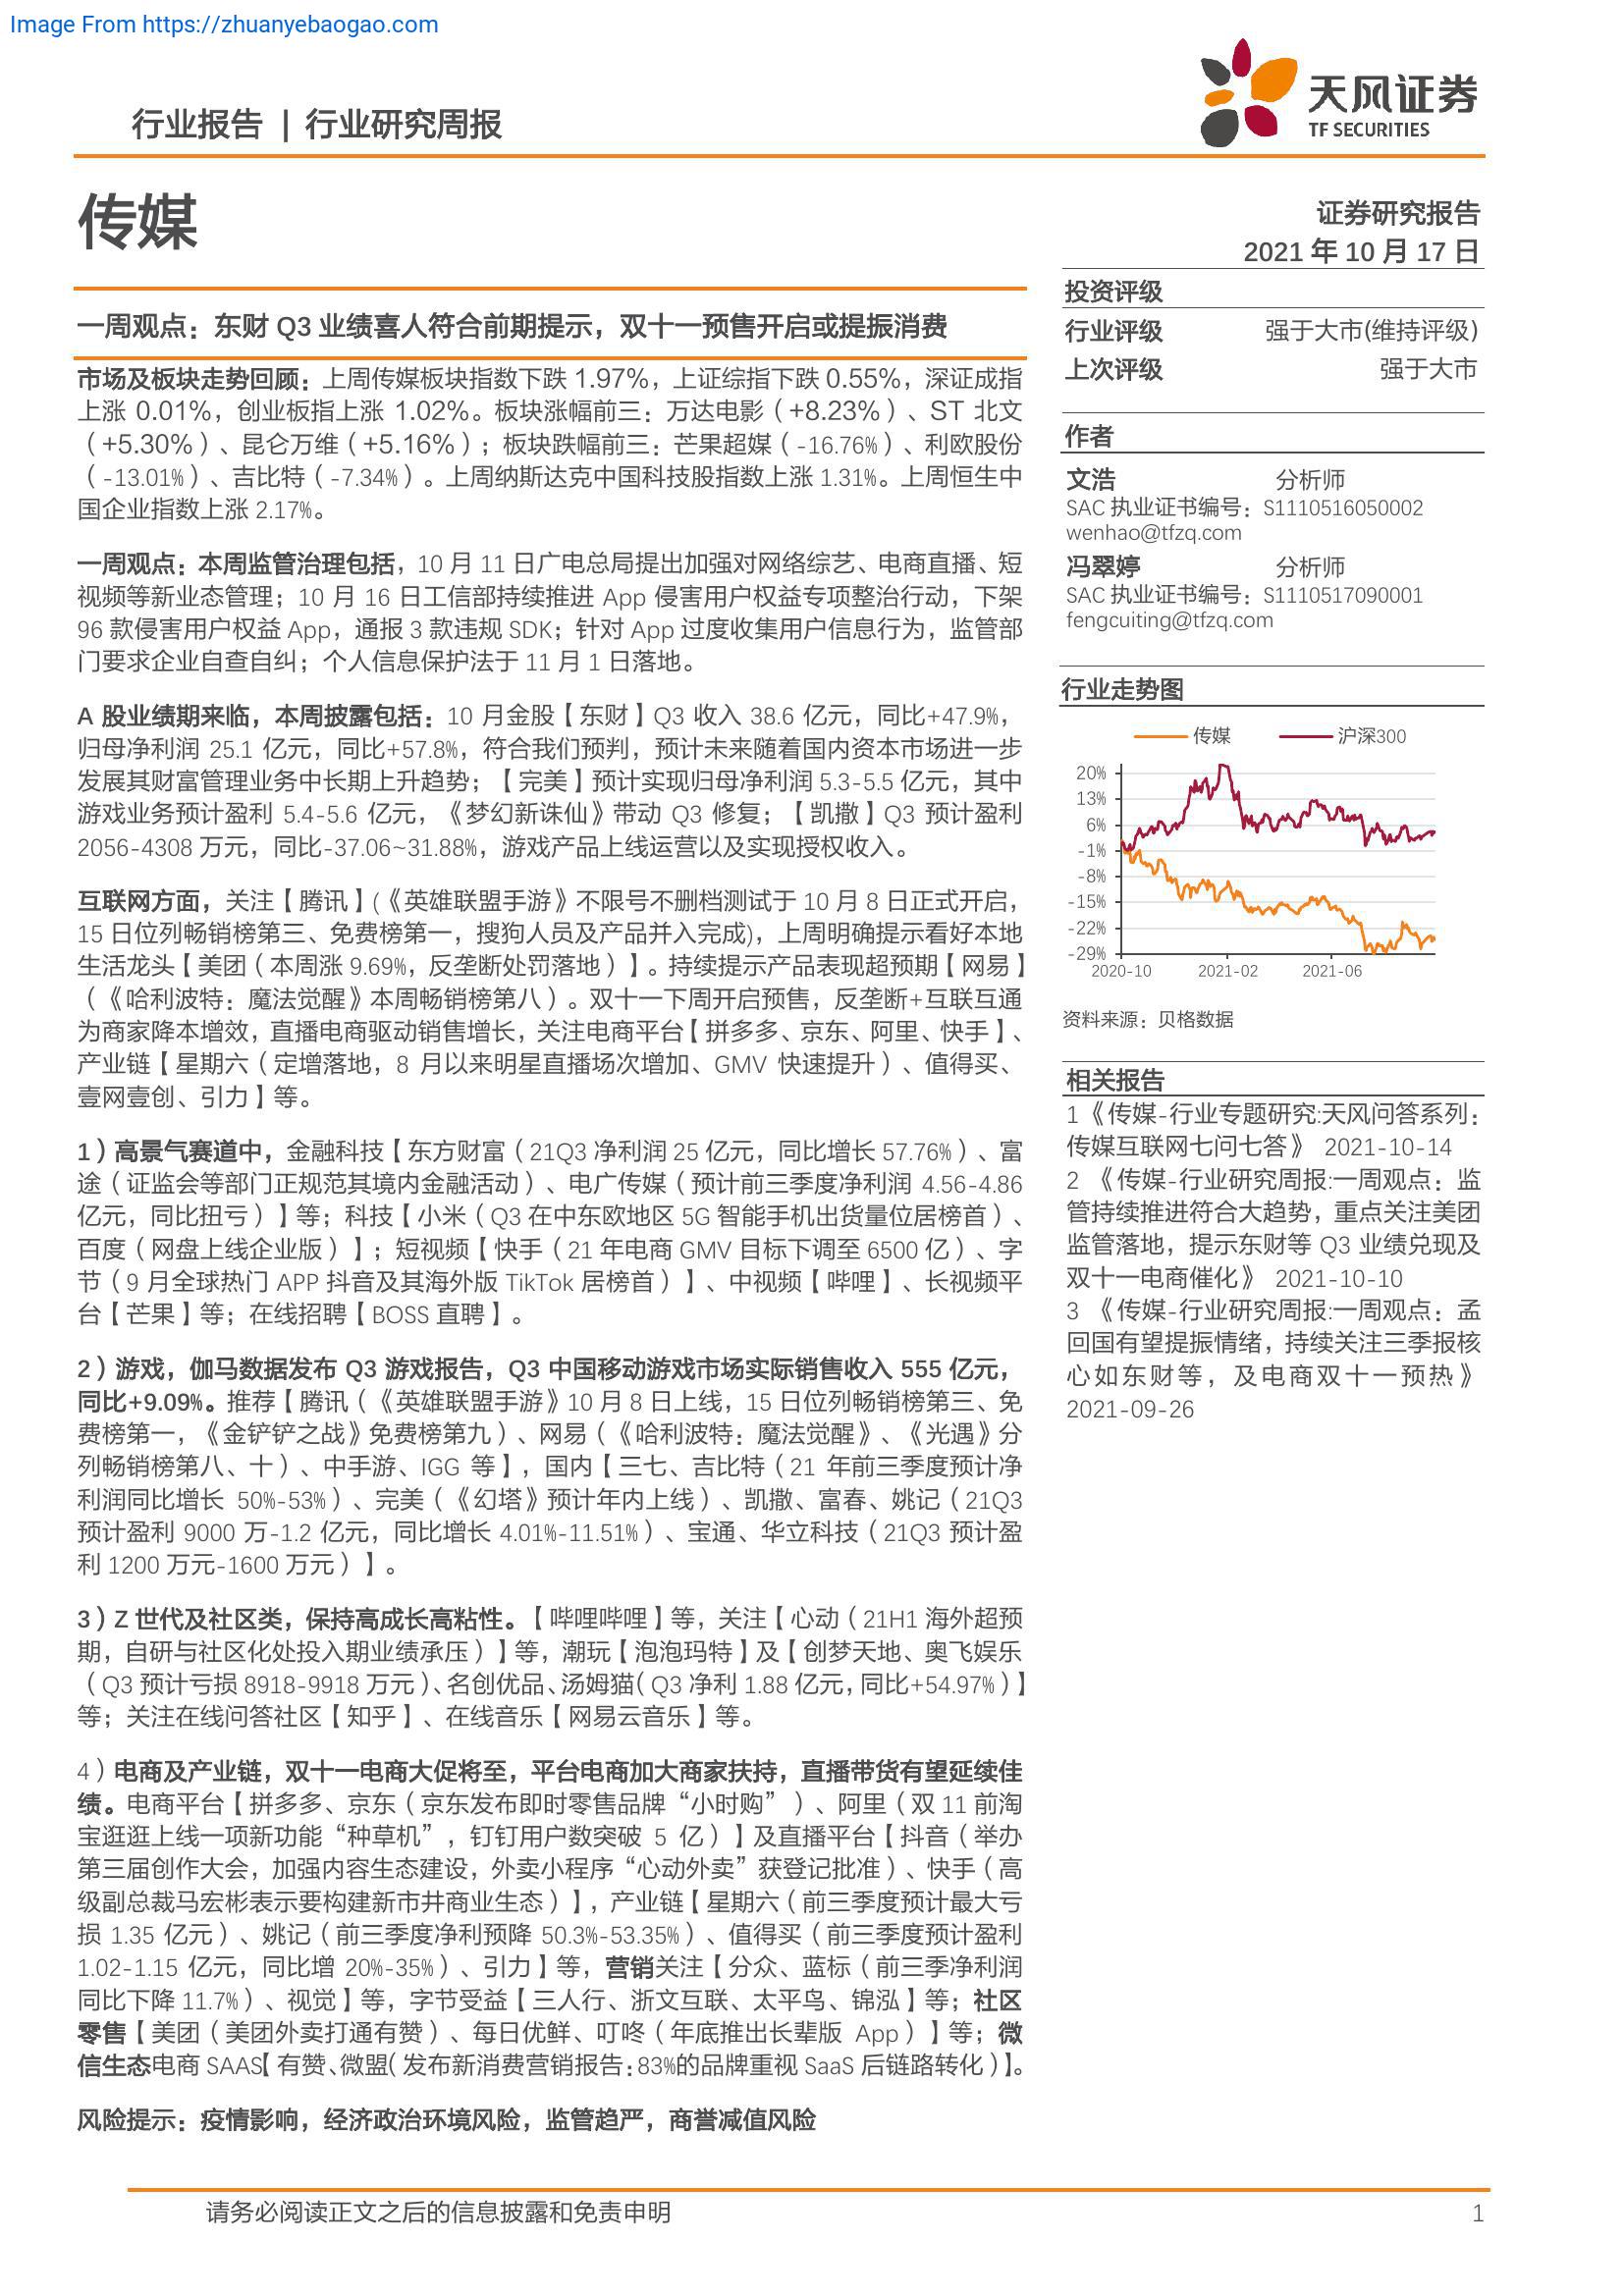 Image From https://zhuanyebaogao.com
行业报告 | 行业研究周报
天风证券
TF SECURITIES
传媒
证券研究报告
2021 年 10 月 17 日
一周观点：东财 Q3 业绩喜人符合前期提示，双十一预售开启或提振消费
市场及板块走势回顾：上周传媒板块指数下跌 1.97%，上证综指下跌 0.55%，深证成指
上涨 0.01%，创业板指上涨 1.02%。板块涨幅前三：万达电影（+8.23%）、ST 北文
（+5.30%）、昆仑万维（+5.16%）；板块跌幅前三：芒果超媒（-16.76%）、利欧股份
（-13.01%）、吉比特（-7.34%）。上周纳斯达克中国科技股指数上涨 1.31%。上周恒生中
国企业指数上涨 2.17%。
一周观点：本周监管治理包括，10 月 11 日广电总局提出加强对网络综艺、电商直播、短
视频等新业态管理；10 月 16 日工信部持续推进 App 侵害用户权益专项整治行动，下架
96 款侵害用户权益 App，通报 3 款违规 SDK；针对 App 过度收集用户信息行为，监管部
门要求企业自查自纠；个人信息保护法于 11 月 1 日落地。
A 股业绩期来临，本周披露包括：10 月金股【东财】Q3 收入 38.6 亿元，同比+47.9%，
归母净利润 25.1 亿元，同比+57.8%，符合我们预判，预计未来随着国内资本市场进一步
发展其财富管理业务中长期上升趋势；【完美】预计实现归母净利润 5.3-5.5 亿元，其中
游戏业务预计盈利 5.4-5.6 亿元，《梦幻新诛仙》带动 Q3 修复；【凯撒】Q3 预计盈利
2056-4308 万元，同比-37.06~31.88%，游戏产品上线运营以及实现授权收入。
互联网方面，关注【腾讯】(《英雄联盟手游》不限号不删档测试于 10 月 8 日正式开启，
15 日位列畅销榜第三、免费榜第一，搜狗人员及产品并入完成)，上周明确提示看好本地
生活龙头【美团（本周涨 9.69%，反垄断处罚落地）】。持续提示产品表现超预期【网易】
（《哈利波特：魔法觉醒》本周畅销榜第八）。双十一下周开启预售，反垄断+互联互通
为商家降本增效，直播电商驱动销售增长，关注电商平台【拼多多、京东、阿里、快手】、
产业链【星期六（定增落地，8 月以来明星直播场次增加、GMV 快速提升）、值得买、
壹网壹创、引力】等。
1）高景气赛道中，金融科技【东方财富（21Q3 净利润 25 亿元，同比增长 57.76%）、富
途（证监会等部门正规范其境内金融活动）、电广传媒（预计前三季度净利润 4.56-4.86
亿元，同比扭亏）】等；科技【小米（Q3 在中东欧地区 5G 智能手机出货量位居榜首）、
百度（网盘上线企业版）】；短视频【快手（21 年电商 GMV 目标下调至 6500 亿）、字
节（9 月全球热门 APP 抖音及其海外版 TikTok 居榜首）】、中视频【哔哩】、长视频平
台【芒果】等；在线招聘【BOSS 直聘】。
2）游戏，伽马数据发布 Q3 游戏报告，Q3 中国移动游戏市场实际销售收入 555 亿元，
同比+9.09%。推荐【腾讯（《英雄联盟手游》10 月 8 日上线，15 日位列畅销榜第三、免
费榜第一，《金铲铲之战》免费榜第九）、网易（《哈利波特：魔法觉醒》、《光遇》分
列畅销榜第八、十）、中手游、IGG 等】，国内【三七、吉比特（21 年前三季度预计净
利润同比增长 50%-53%）、完美（《幻塔》预计年内上线）、凯撒、富春、姚记（21Q3
预计盈利 9000 万-1.2 亿元，同比增长 4.01%-11.51%）、宝通、华立科技（21Q3 预计盈
利 1200 万元-1600 万元）】。
3）Z 世代及社区类，保持高成长高粘性。【哔哩哔哩】等，关注【心动（21H1 海外超预
期，自研与社区化处投入期业绩承压）】等，潮玩【泡泡玛特】及【创梦天地、奥飞娱乐
（Q3 预计亏损 8918-9918 万元）、名创优品、汤姆猫（Q3 净利 1.88 亿元，同比+54.97%）】
等；关注在线问答社区【知乎】、在线音乐【网易云音乐】等。
4）电商及产业链，双十一电商大促将至，平台电商加大商家扶持，直播带货有望延续佳
绩。电商平台【拼多多、京东（京东发布即时零售品牌“小时购”）、阿里（双 11 前淘
宝逛逛上线一项新功能“种草机”，钉钉用户数突破 5 亿）】及直播平台【抖音（举办
第三届创作大会，加强内容生态建设，外卖小程序“心动外卖”获登记批准）、快手（高
级副总裁马宏彬表示要构建新市井商业生态）】，产业链【星期六（前三季度预计最大亏
损 1.35 亿元）、姚记（前三季度净利预降 50.3%-53.35%）、值得买（前三季度预计盈利
1.02-1.15 亿元，同比增 20%-35%）、引力】等，营销关注【分众、蓝标（前三季净利润
同比下降 11.7%）、视觉】等，字节受益【三人行、浙文互联、太平鸟、锦泓】等；社区
零售【美团（美团外卖打通有赞）、每日优鲜、叮咚（年底推出长辈版 App）】等；微
信生态电商 SAAS【有赞、微盟（发布新消费营销报告：83%的品牌重视 SaaS 后链路转化）】。
风险提示：疫情影响，经济政治环境风险，监管趋严，商誉减值风险
投资评级
行业评级 强于大市(维持评级)
上次评级 强于大市
作者
文浩 分析师
SAC 执业证书编号：S1110516050002
wenhao@tfzq.com
冯翠婷 分析师
SAC 执业证书编号：S1110517090001
fengcuiting@tfzq.com
行业走势图
传媒 沪深300
20%
13%
6%
-1%
-8%
-15%
-22%
-29%
2020-10 2021-02 2021-06
资料来源：贝格数据
相关报告
1《传媒-行业专题研究:天风问答系列：
传媒互联网七问七答》 2021-10-14
2 《传媒-行业研究周报:一周观点：监
管持续推进符合大趋势，重点关注美团
监管落地，提示东财等 Q3 业绩兑现及
双十一电商催化》 2021-10-10
3 《传媒-行业研究周报:一周观点：孟
回国有望提振情绪，持续关注三季报核
心如东财等，及电商双十一预热》
2021-09-26
请务必阅读正文之后的信息披露和免责申明 1